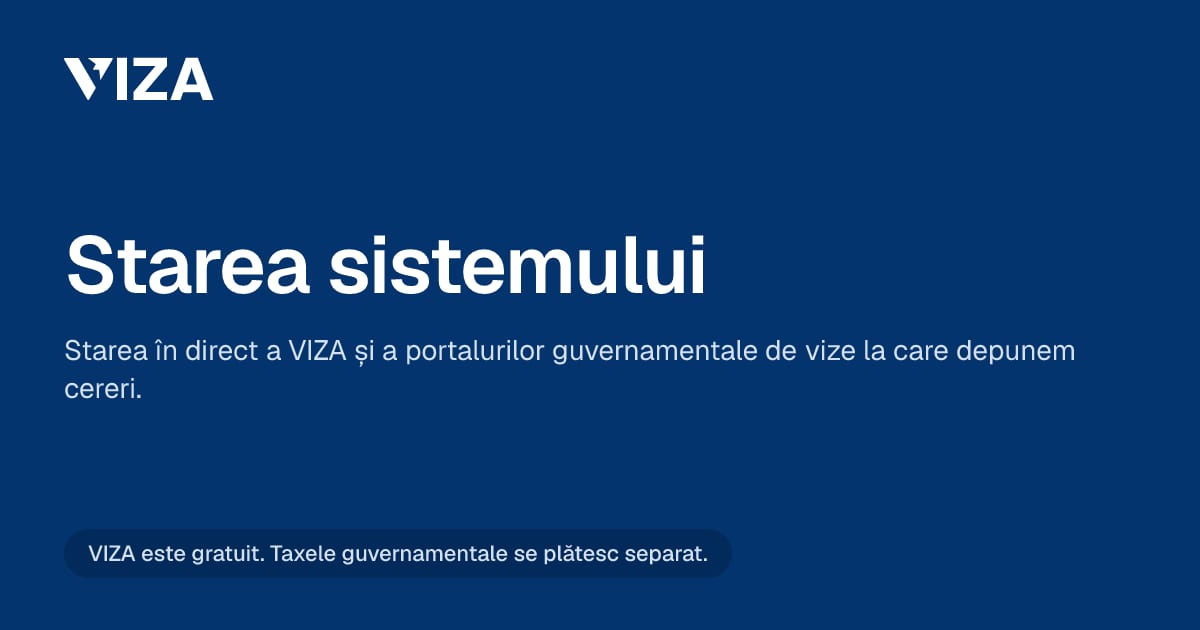 VIZA
Starea sistemului
Starea în direct a VIZA și a portalurilor guvernamentale de vize la care depunem
cereri.
VIZA este gratuit. Taxele guvernamentale se plătesc separat.